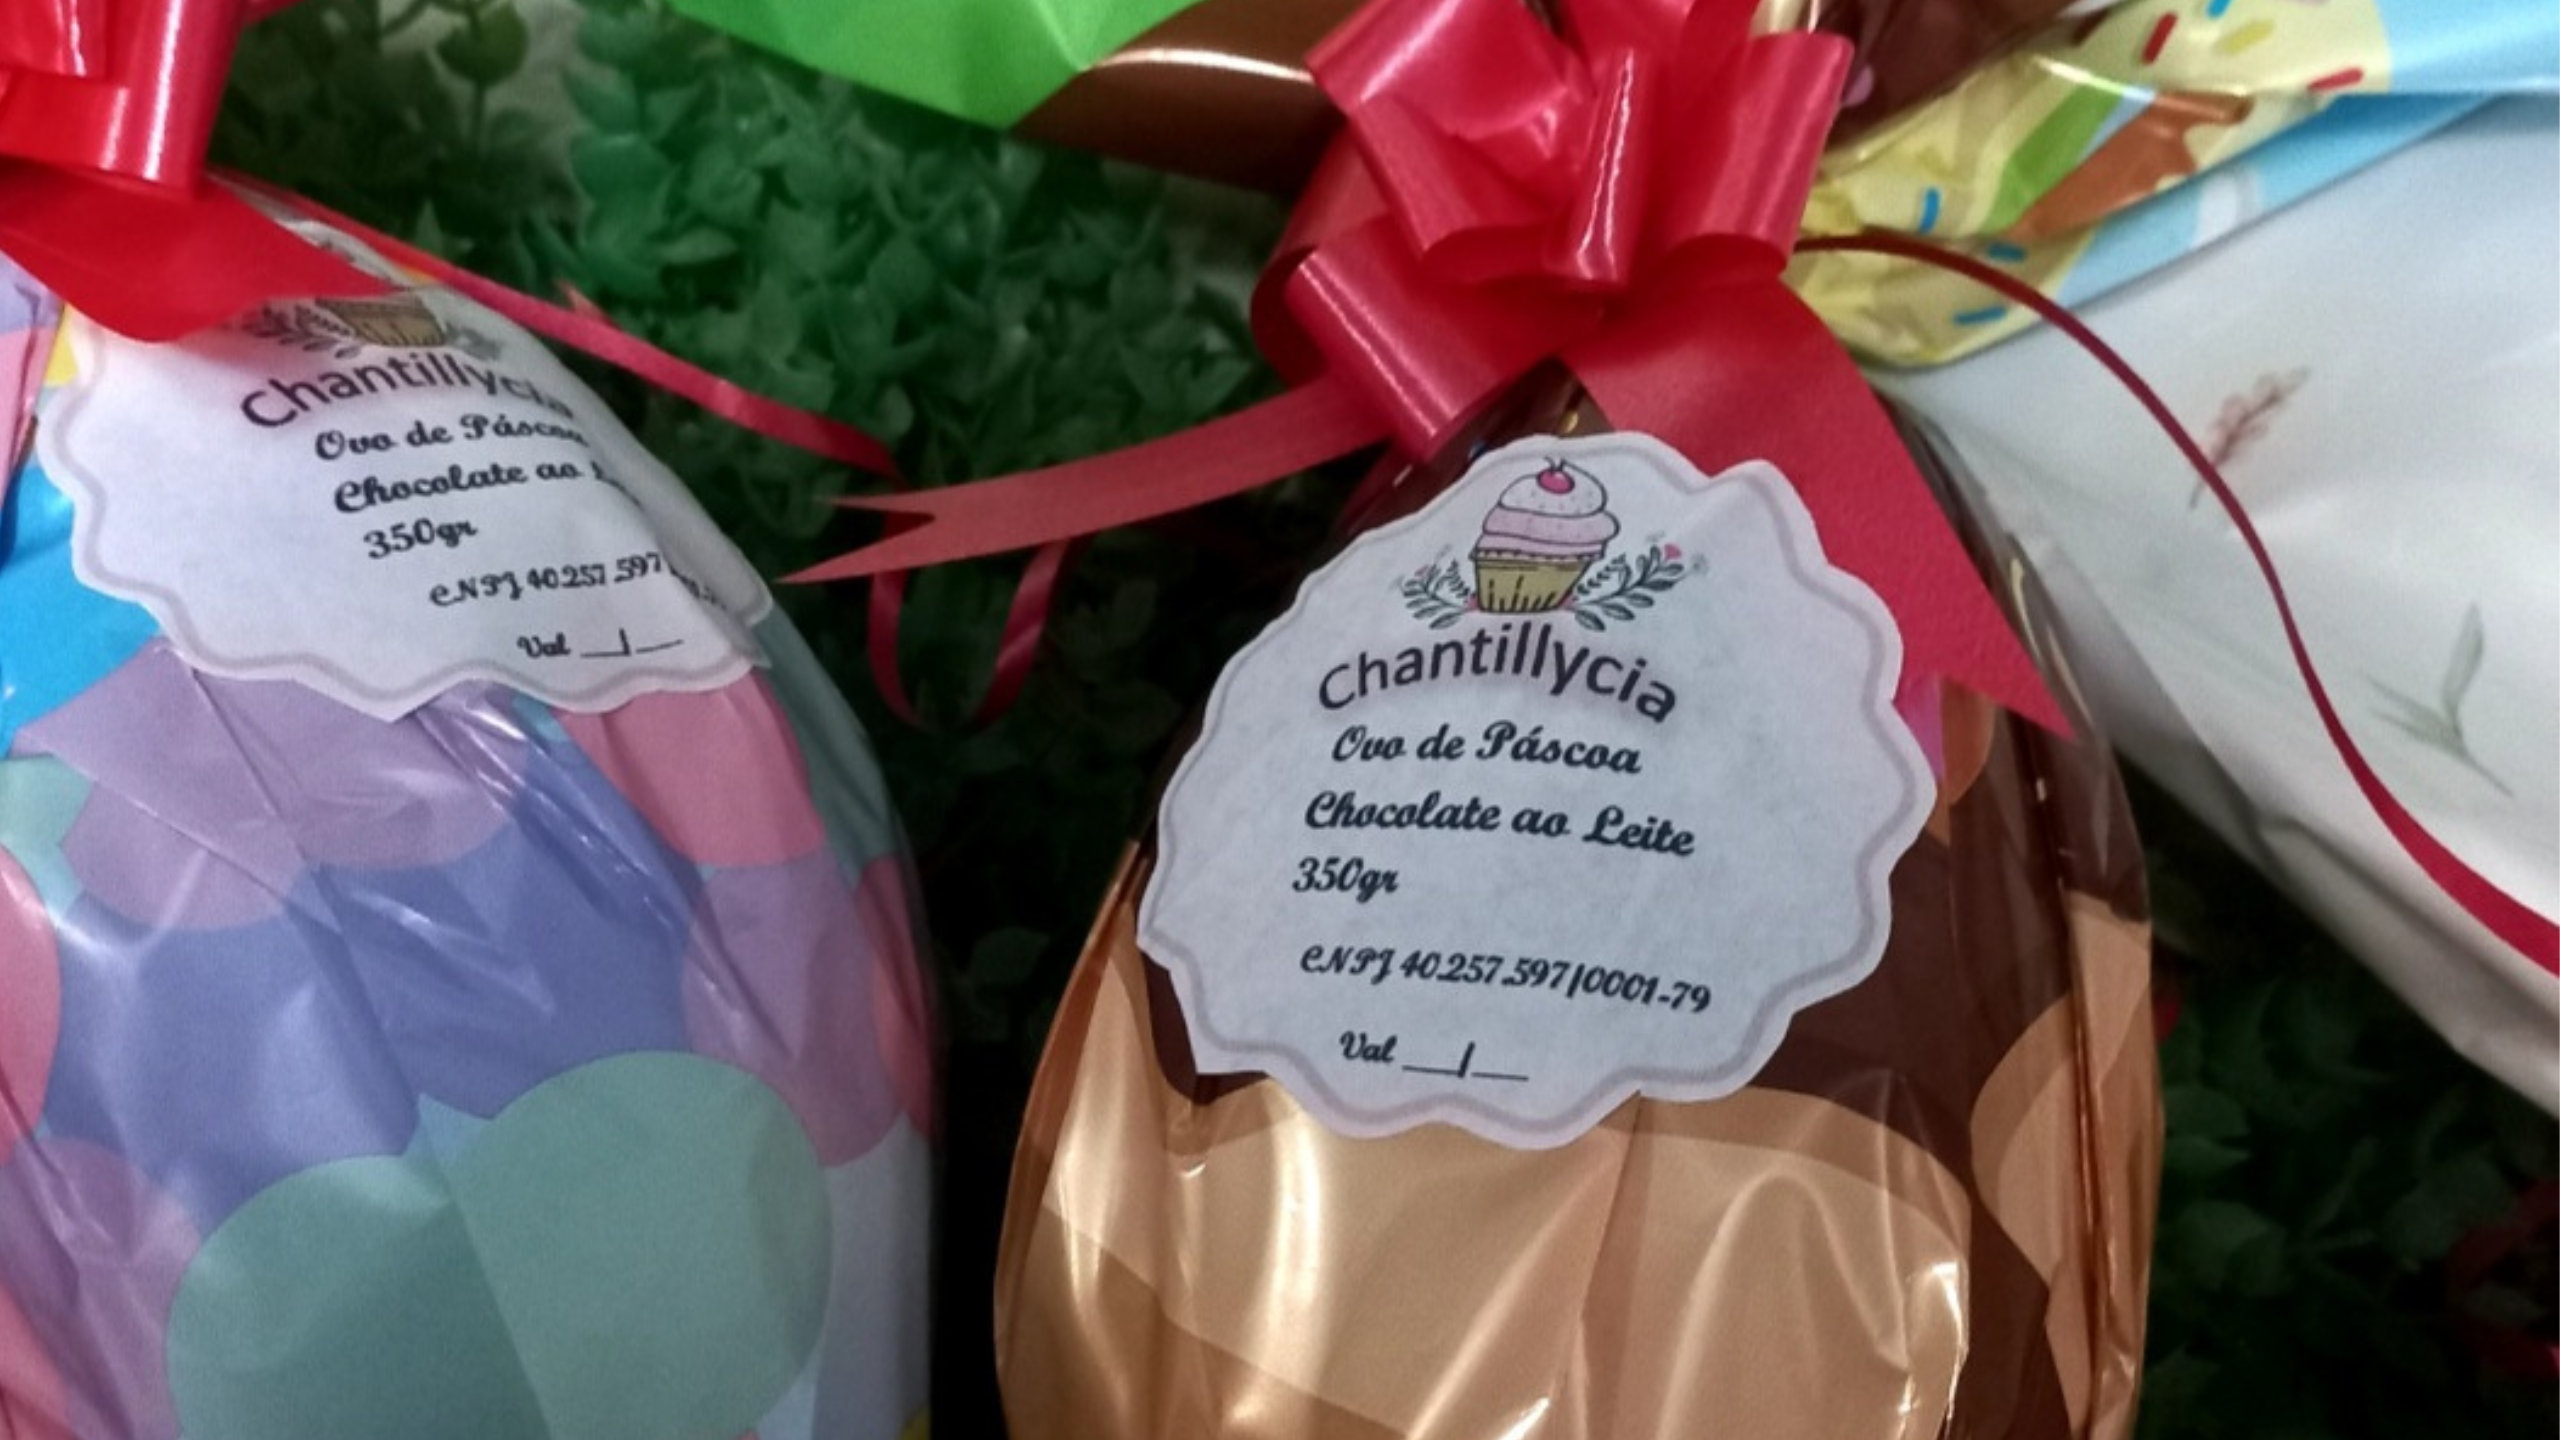 Chantillycia
Ovo de Páscoa
Chocolate ao
350gr
CNPJ 40.257.597
Val __/__
Chantillycia
Ovo de Páscoa
Chocolate ao Leite
350gr
CNPJ 40.257.597/0001-79
Val __/__